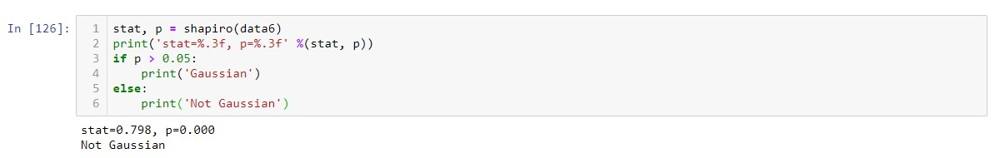 In [126]:
1 stat, p = shapiro(data6)
2 print('stat=%.3f, p=%.3f' %(stat, p))
3 if p > 0.05:
4     print('Gaussian')
5 else:
6     print('Not Gaussian')
stat=0.798, p=0.000
Not Gaussian